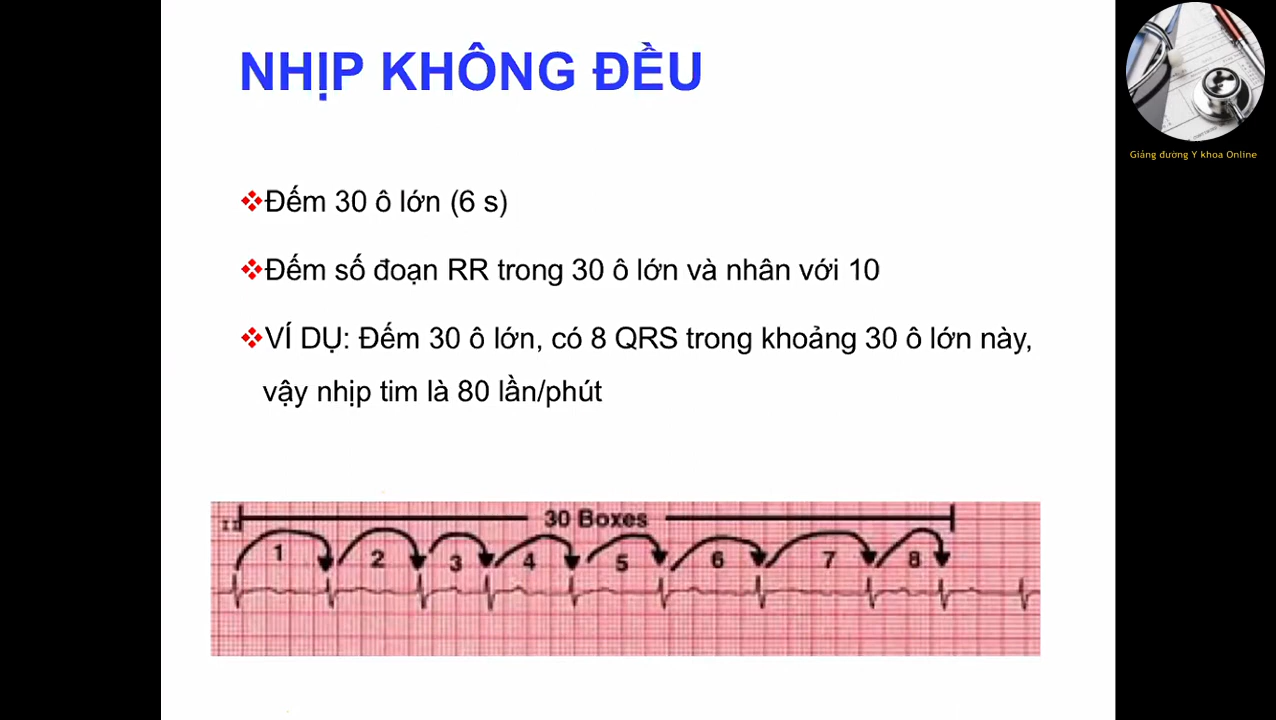 NHỊP KHÔNG ĐỀU
Giảng đường Y khoa Online
Đếm 30 ô lớn (6 s)
Đếm số đoạn RR trong 30 ô lớn và nhân với 10
VÍ DỤ: Đếm 30 ô lớn, có 8 QRS trong khoảng 30 ô lớn này,
vậy nhịp tim là 80 lần/phút
II 30 Boxes
1 2 3 4 5 6 7 8